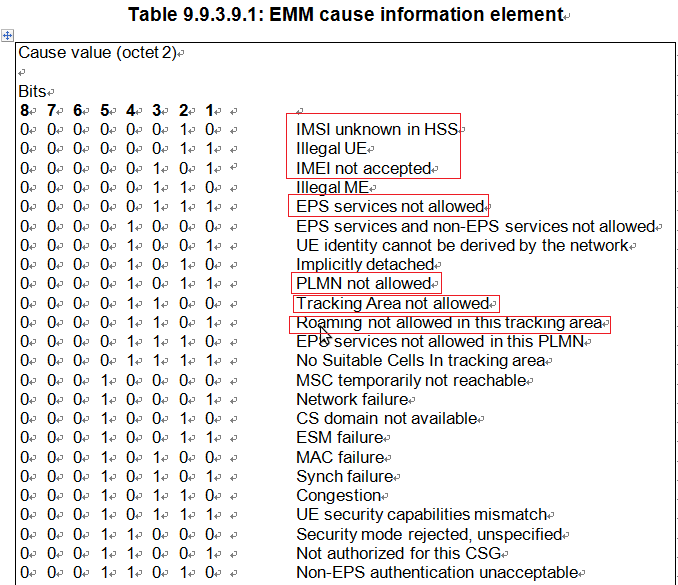 Table 9.9.3.9.1: EMM cause information element
Cause value (octet 2)
Bits
8 7 6 5 4 3 2 1
0 0 0 0 0 0 1 0 IMSI unknown in HSS
0 0 0 0 0 0 1 1 Illegal UE
0 0 0 0 0 1 0 1 IMEI not accepted
0 0 0 0 0 1 1 0 Illegal ME
0 0 0 0 0 1 1 1 EPS services not allowed
0 0 0 0 1 0 0 0 EPS services and non-EPS services not allowed
0 0 0 0 1 0 0 1 UE identity cannot be derived by the network
0 0 0 0 1 0 1 0 Implicitly detached
0 0 0 0 1 0 1 1 PLMN not allowed
0 0 0 0 1 1 0 0 Tracking Area not allowed
0 0 0 0 1 1 0 1 Roaming not allowed in this tracking area
0 0 0 0 1 1 1 0 EPS services not allowed in this PLMN
0 0 0 0 1 1 1 1 No Suitable Cells In tracking area
0 0 0 1 0 0 0 0 MSC temporarily not reachable
0 0 0 1 0 0 0 1 Network failure
0 0 0 1 0 0 1 0 CS domain not available
0 0 0 1 0 0 1 1 ESM failure
0 0 0 1 0 1 0 0 MAC failure
0 0 0 1 0 1 0 1 Synch failure
0 0 0 1 0 1 1 0 Congestion
0 0 0 1 0 1 1 1 UE security capabilities mismatch
0 0 0 1 1 0 0 0 Security mode rejected, unspecified
0 0 0 1 1 0 0 1 Not authorized for this CSG
0 0 0 1 1 0 1 0 Non-EPS authentication unacceptable